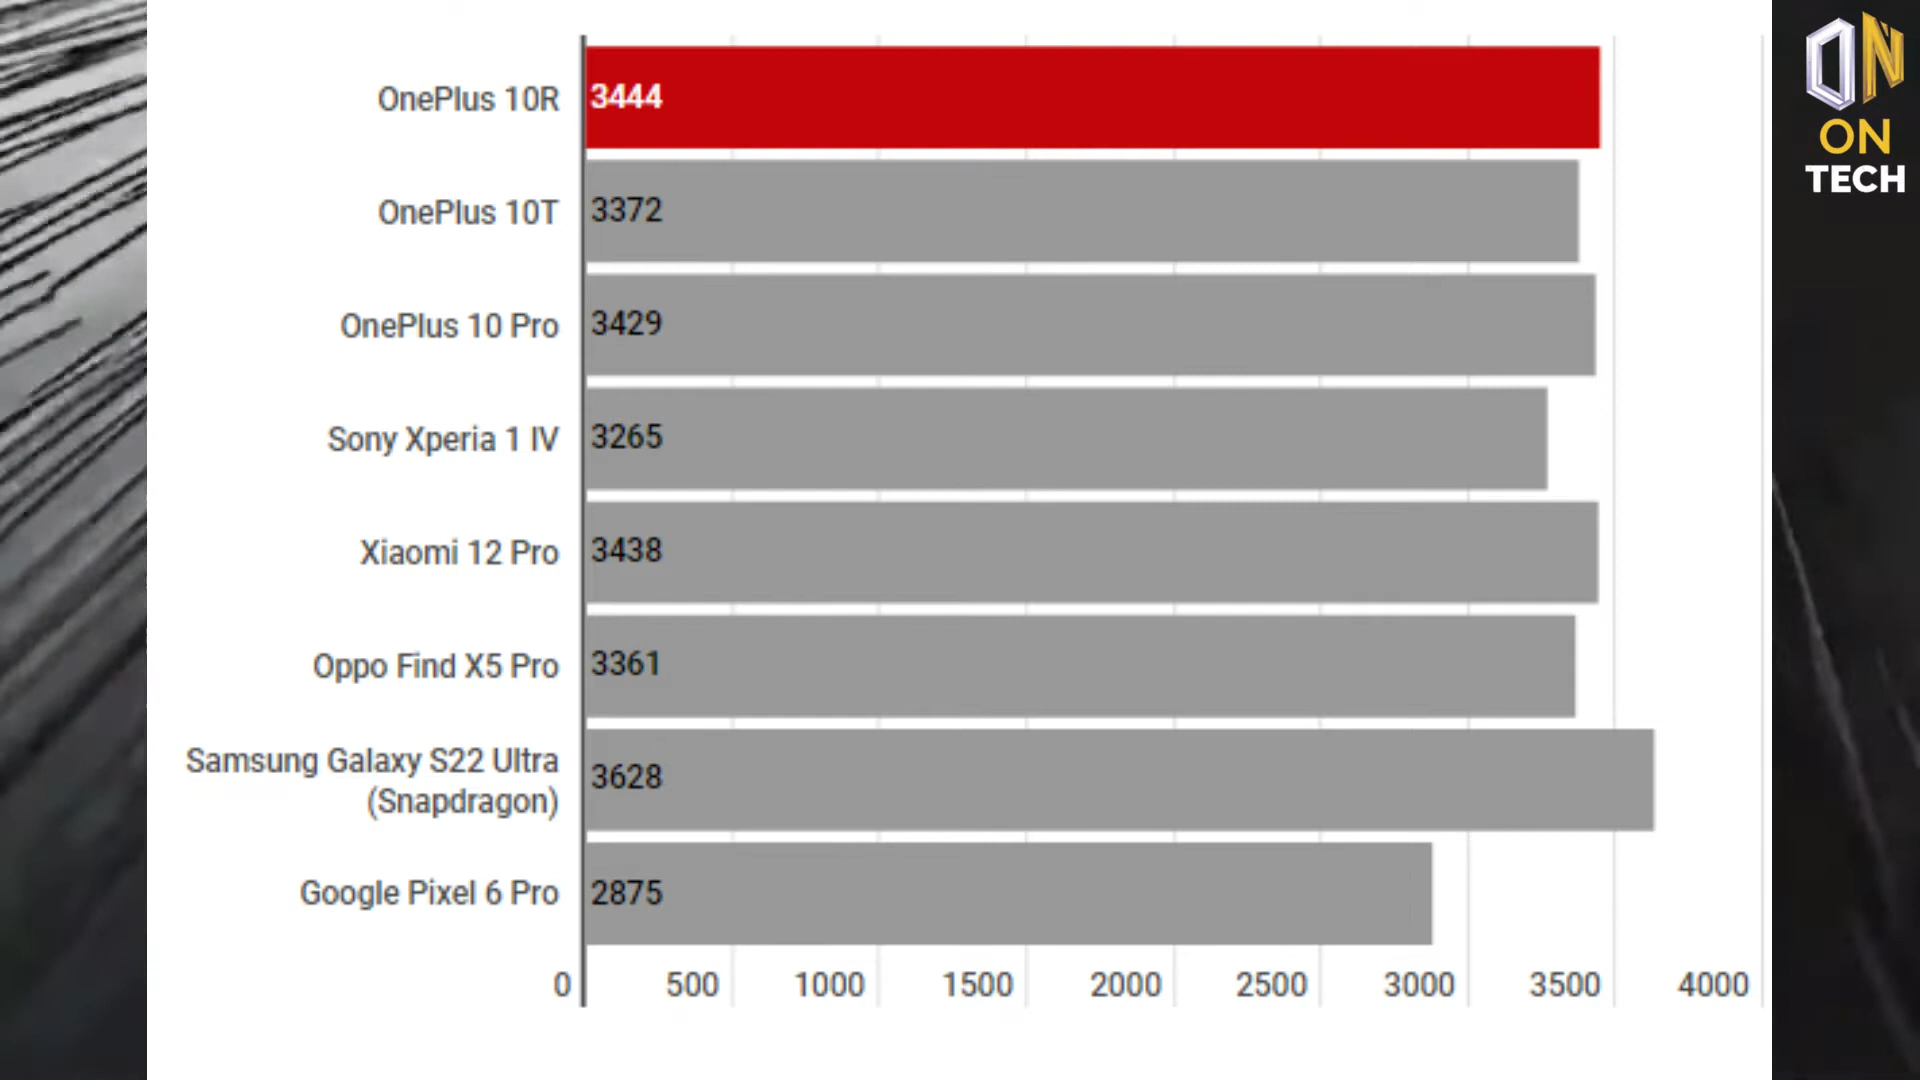 OnePlus 10R 3444
OnePlus 10T 3372
OnePlus 10 Pro 3429
Sony Xperia 1 IV 3265
Xiaomi 12 Pro 3438
Oppo Find X5 Pro 3361
Samsung Galaxy S22 Ultra
(Snapdragon) 3628
Google Pixel 6 Pro 2875
0 500 1000 1500 2000 2500 3000 3500 4000
ON
ON
TECH